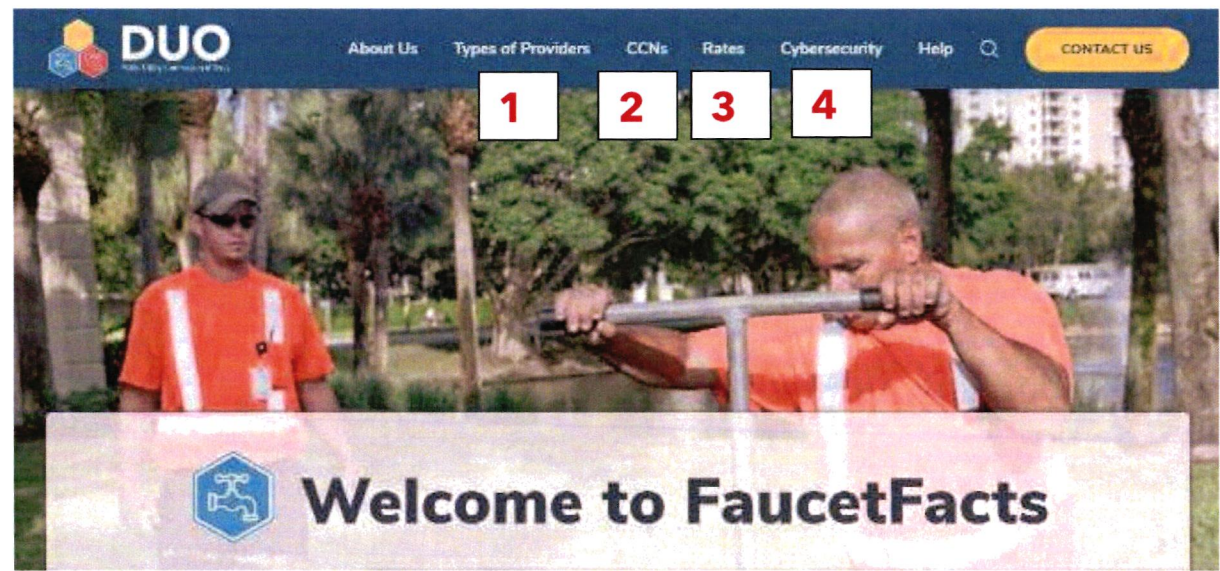 DUO
About Us Types of Providers CCNs Rates Cybersecurity Help CONTACT US
1 2 3 4
Welcome to FaucetFacts